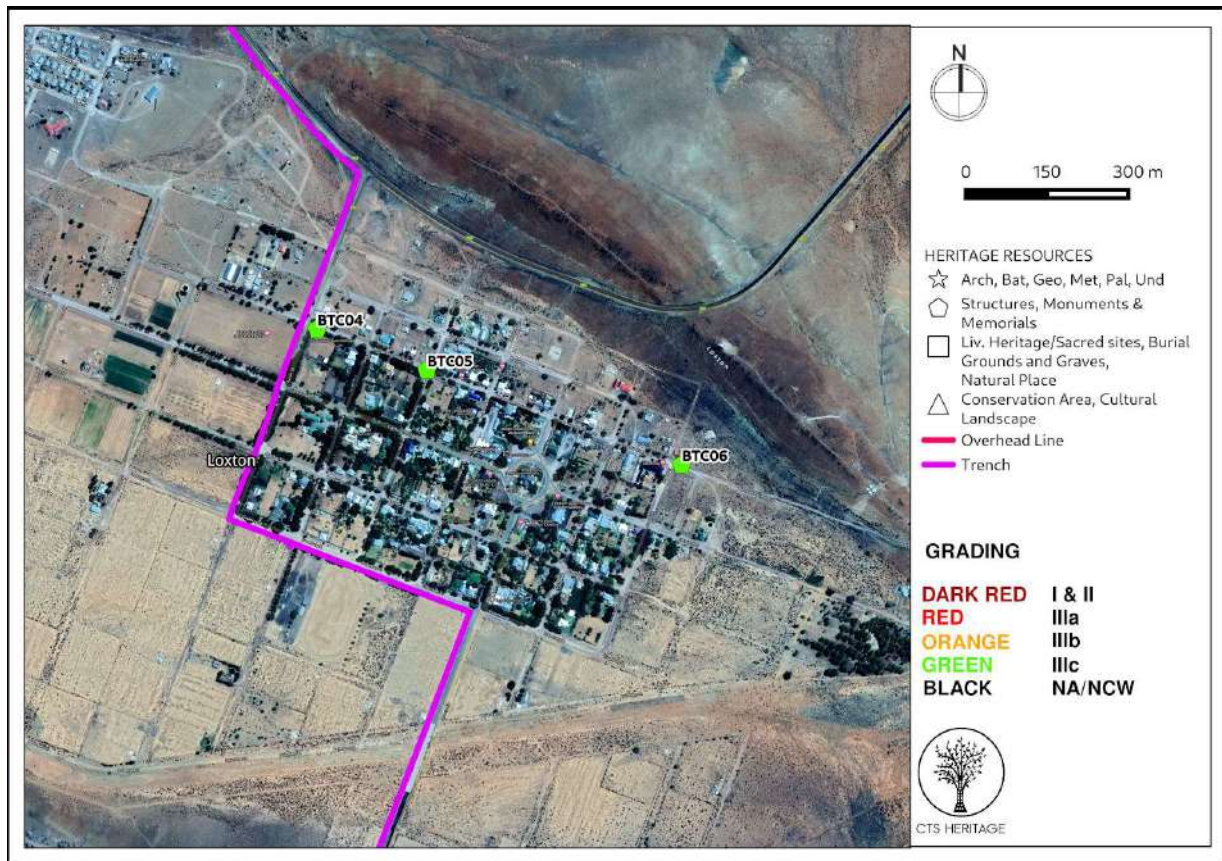 BTC04
BTC05
BTC06
Loxton
LOXTON
N
0 150 300 m
HERITAGE RESOURCES
Arch, Bat, Geo, Met, Pal, Und
Structures, Monuments &
Memorials
Liv. Heritage/Sacred sites, Burial
Grounds and Graves,
Natural Place
Conservation Area, Cultural
Landscape
Overhead Line
Trench
GRADING
DARK RED I & II
RED IIIa
ORANGE IIIb
GREEN IIIc
BLACK NA/NCW
CTS HERITAGE